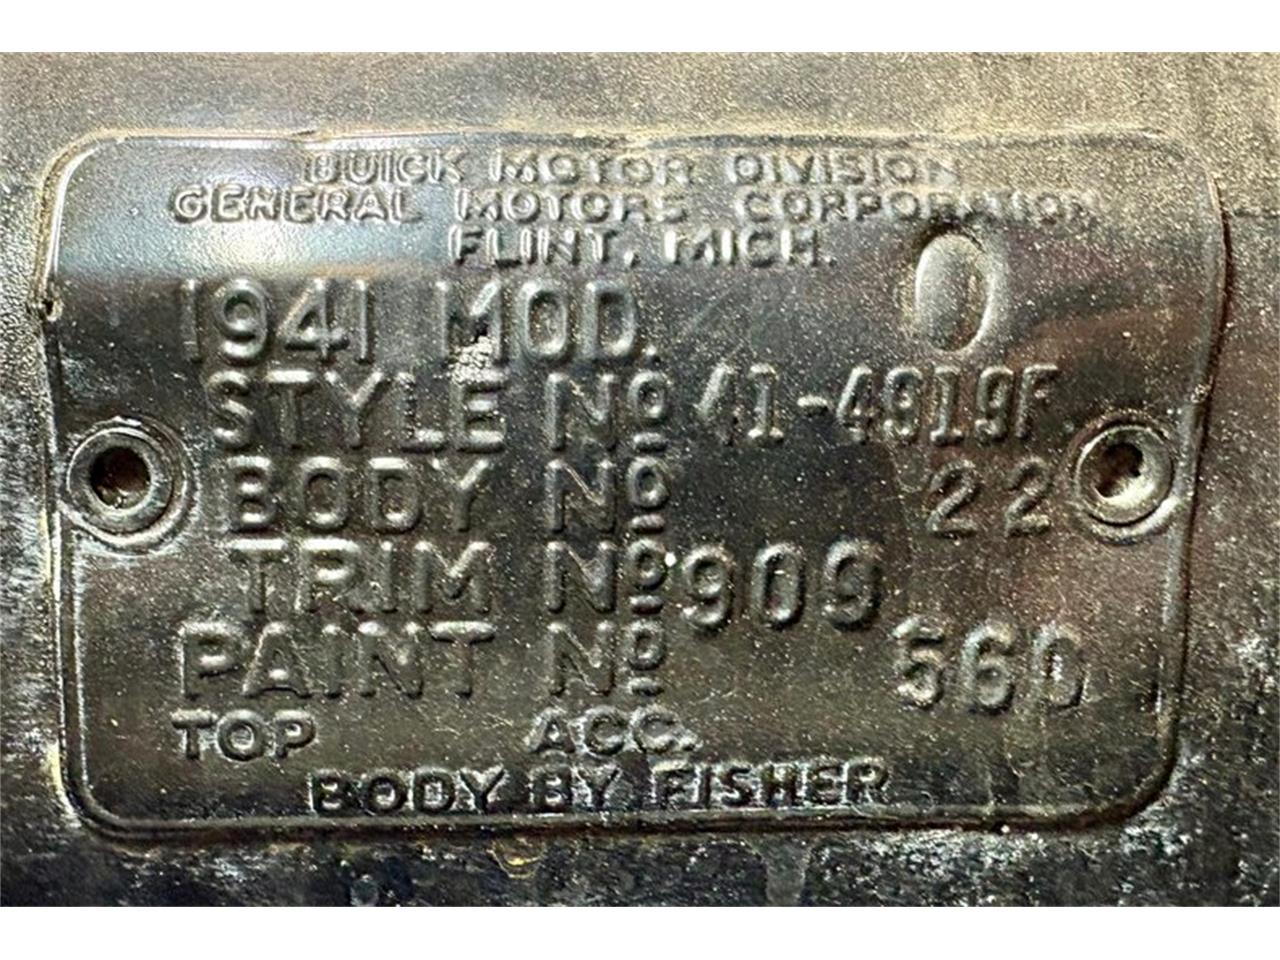 BUICK MOTOR DIVISION
GENERAL MOTORS CORPORATION
FLINT, MICH.
1941 MOD. O
STYLE Nº 41-4919F
BODY Nº 22
TRIM Nº 909
PAINT Nº 560
TOP ACC.
BODY BY FISHER